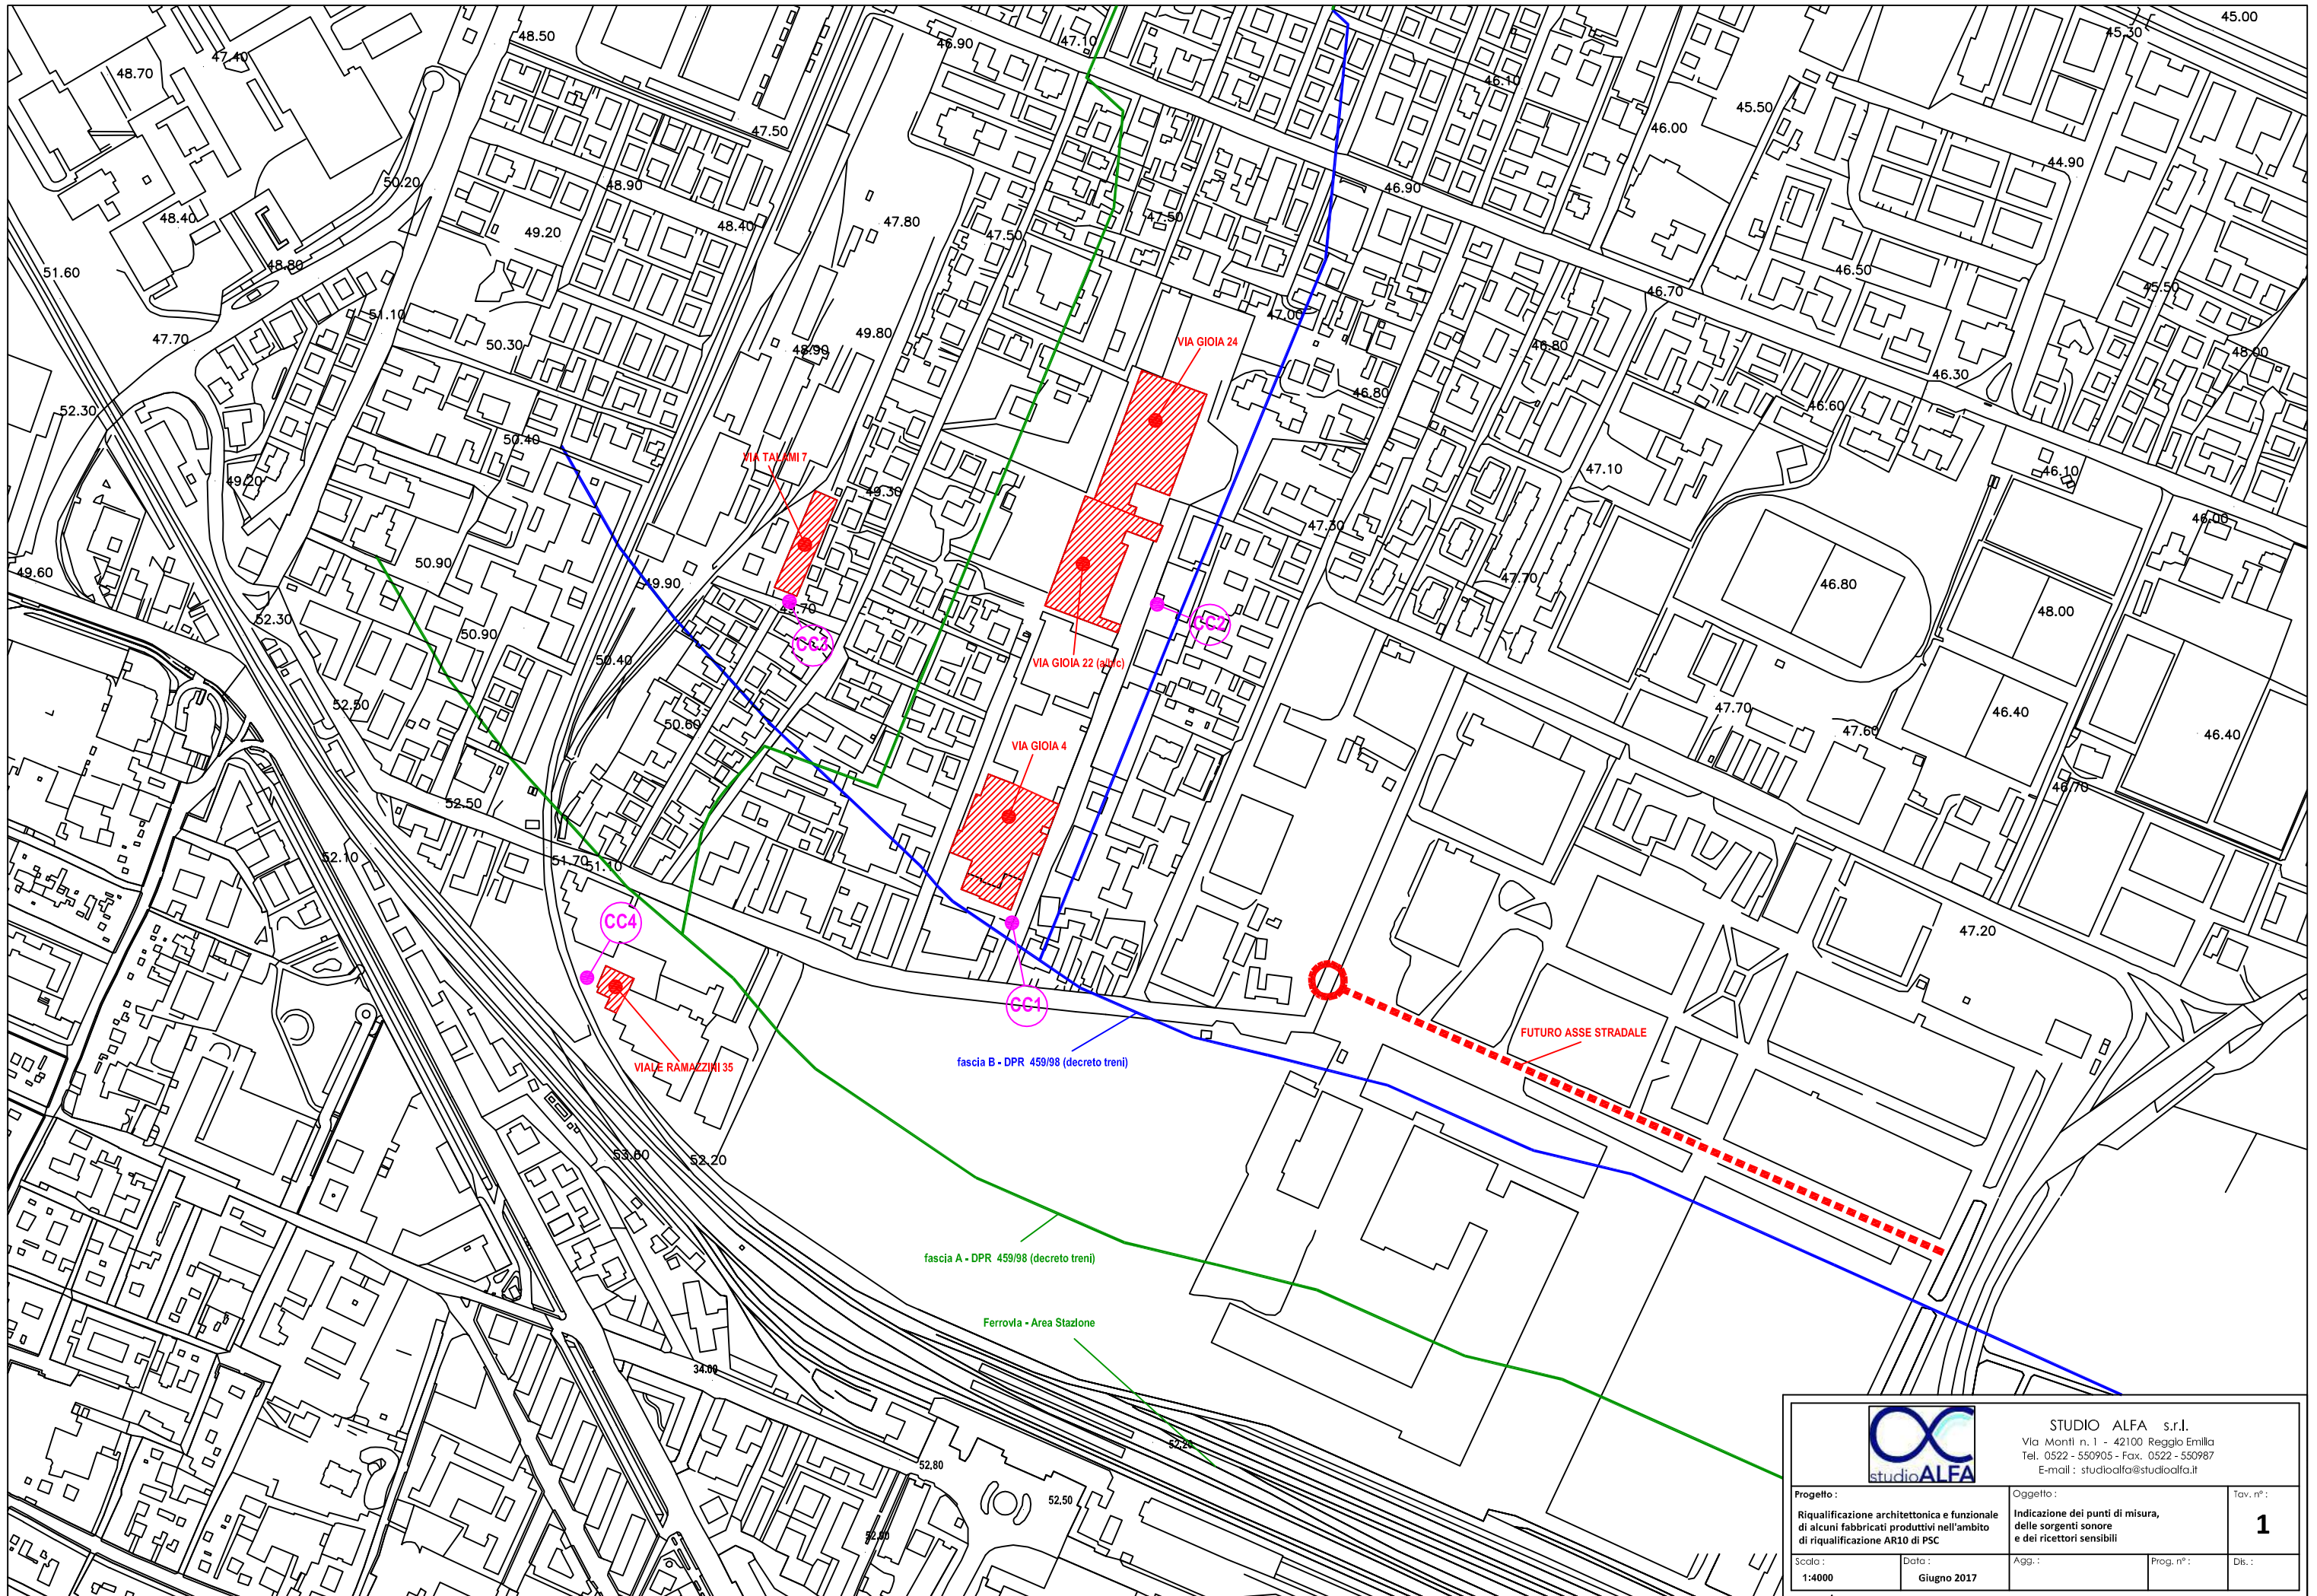 45.00
45.30
48.50
46.90
47.10
47.40
48.70
46.10
45.50
47.50
46.00
44.90
50.20
48.90
46.90
48.40
48.40
47.80
47.50
49.20
47.50
51.60
48.80
46.50
45.50
46.70
51.10
47.00
47.70
49.80
VIA GIOIA 24
50.30
48.90
46.80
48.00
46.30
46.80
52.30
46.60
50.40
VIA TALAMI 7
47.10
46.10
49.20
49.30
46.00
47.30
50.90
49.60
49.90
47.70
46.80
48.00
52.30
CC2
50.90
CC3
50.40
VIA GIOIA 22 (a/b/c)
52.50
47.70
46.40
50.60
47.60
46.40
VIA GIOIA 4
46.70
52.50
52.10
51.70
51.10
CC4
47.20
CC1
FUTURO ASSE STRADALE
fascia B - DPR 459/98 (decreto treni)
VIALE RAMAZZINI 35
53.60
52.20
fascia A - DPR 459/98 (decreto treni)
Ferrovia - Area Stazione
34.00
52.20
52.80
52.50
52.80
studioALFA
STUDIO ALFA s.r.l.
Via Monti n. 1 - 42100 Reggio Emilia
Tel. 0522 - 550905 - Fax. 0522 - 550987
E-mail : studioalfa@studioalfa.it
Progetto :
Riqualificazione architettonica e funzionale
di alcuni fabbricati produttivi nell'ambito
di riqualificazione AR10 di PSC
Oggetto :
Indicazione dei punti di misura,
delle sorgenti sonore
e dei ricettori sensibili
Tav. n° :
1
Scala :
1:4000
Data :
Giugno 2017
Agg. :
Prog. n° :
Dis. :